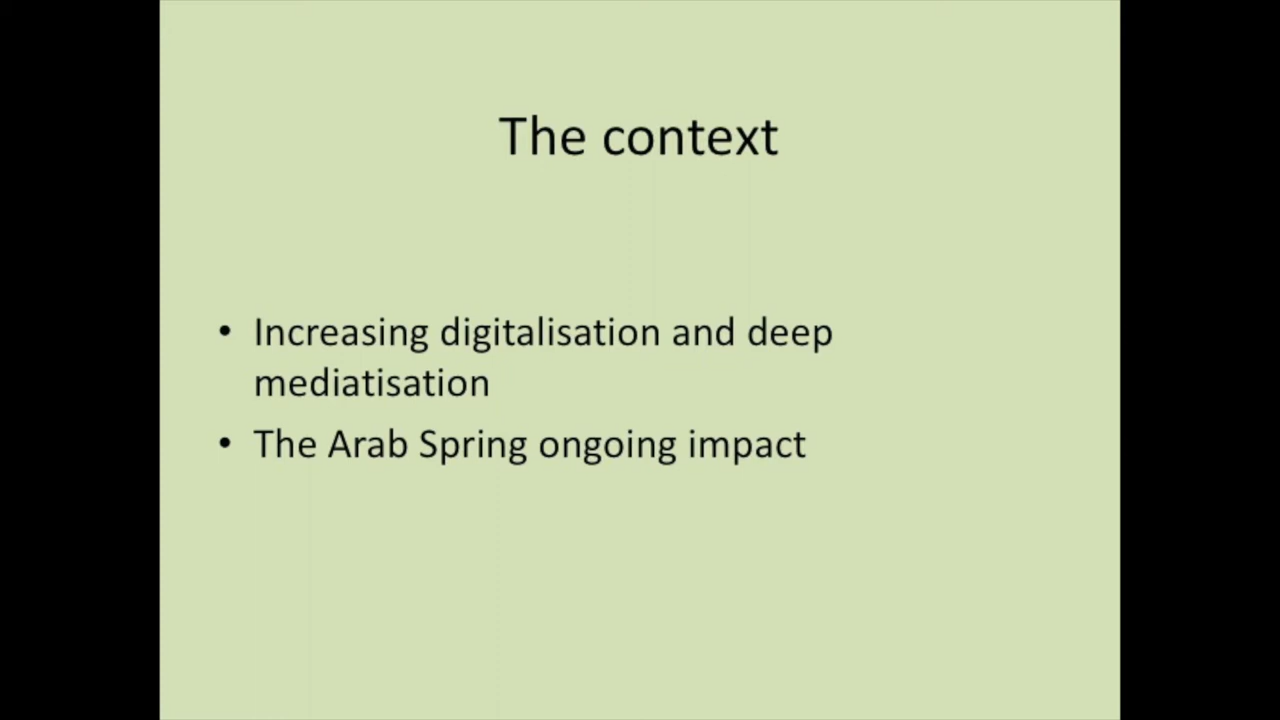 The context
• Increasing digitalisation and deep
mediatisation
• The Arab Spring ongoing impact